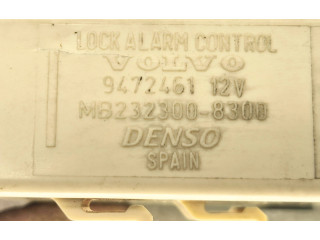 LOCK ALARM CONTROL
VOLVO
9472461 12V
MB232300-8300
DENSO
SPAIN